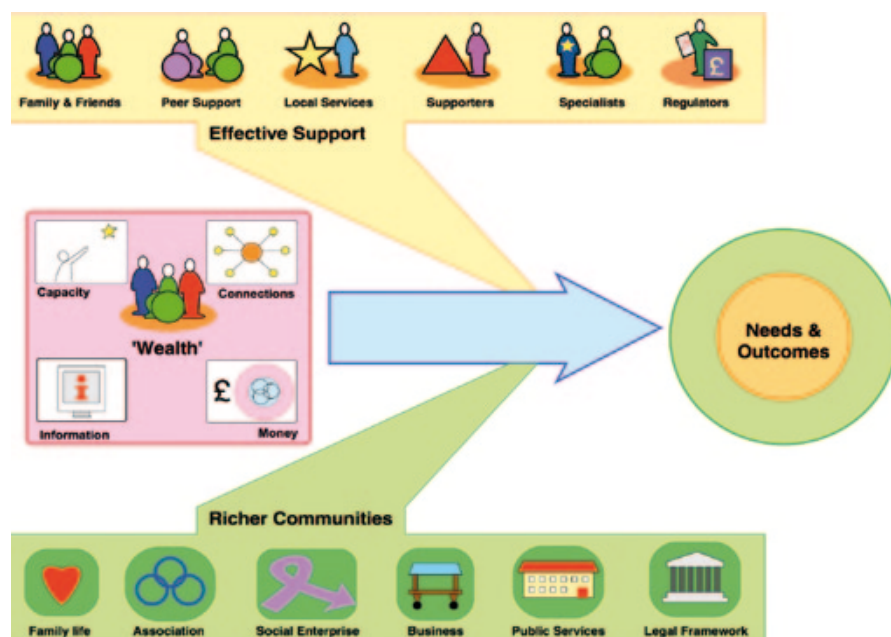 Family & Friends
Peer Support
Local Services
Supporters
Specialists
Regulators
£
Effective Support
Capacity
Connections
'Wealth'
i
£
Information
Money
Needs &
Outcomes
Richer Communities
Family life
Association
Social Enterprise
Business
Public Services
Legal Framework